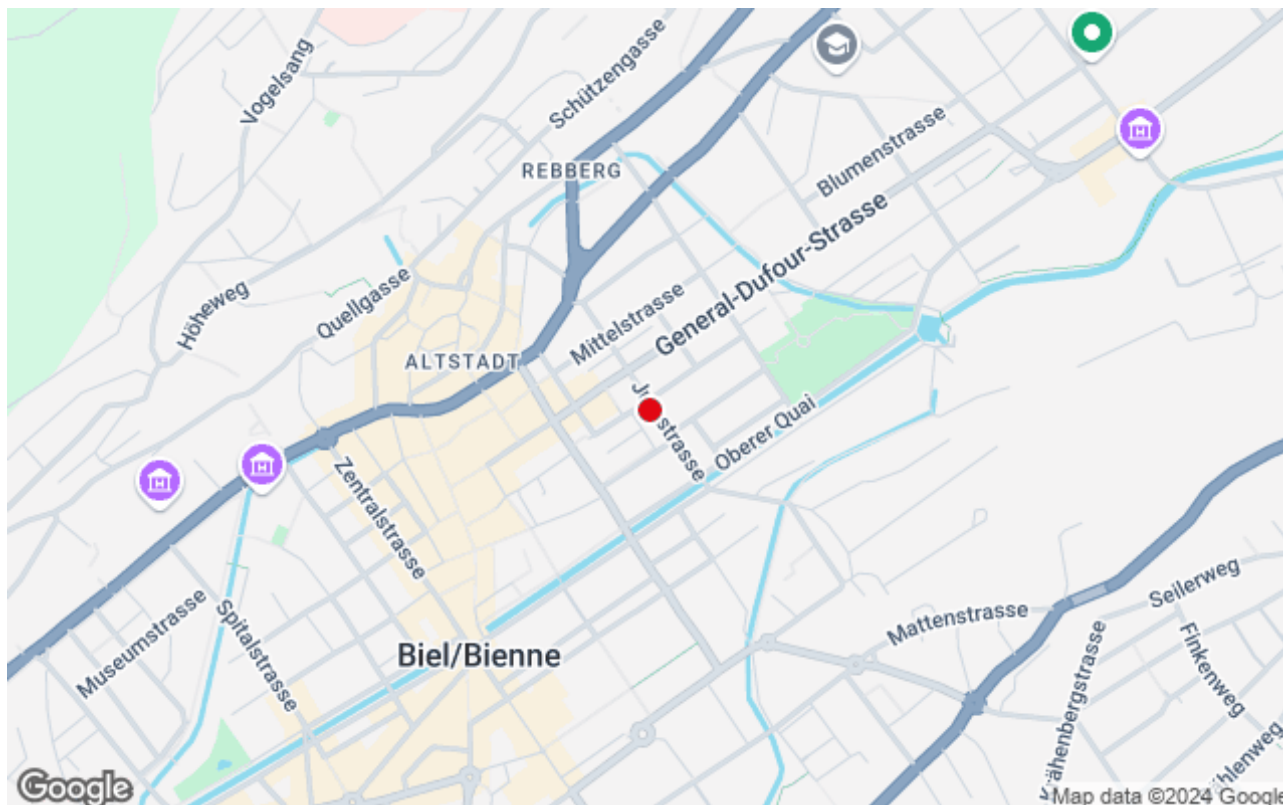 Vogelsang
Schützengasse
REBBERG
Blumenstrasse
General-Dufour-Strasse
Höheweg
Quellgasse
Mittelstrasse
ALTSTADT
strasse
Oberer Quai
Zentralstrasse
Seilerweg
Mattenstrasse
Museumstrasse
Spitalstrasse
Biel/Bienne
Finkenweg
Google
Map data ©2024 Google